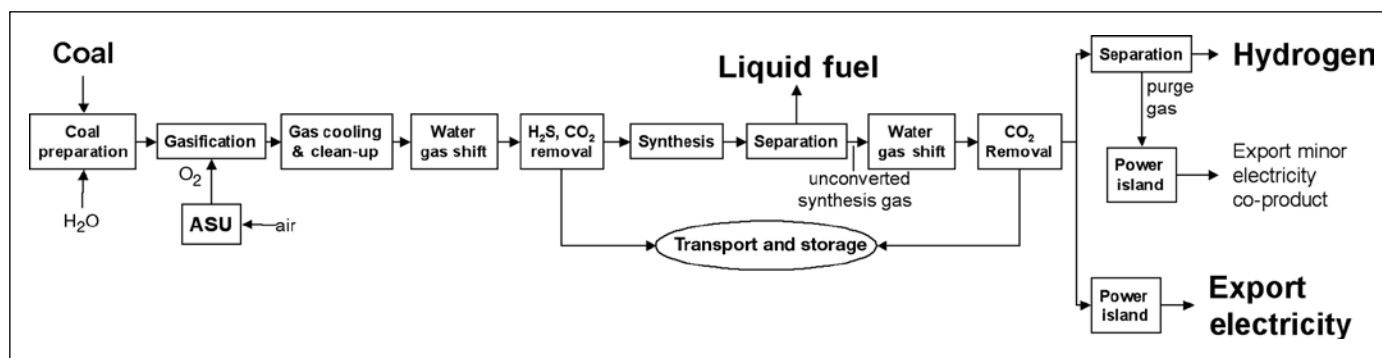 Coal
Coal
preparation
H₂O
Gasification
O₂
ASU
air
Gas cooling
& clean-up
Water
gas shift
H₂S, CO₂
removal
Synthesis
Liquid fuel
Separation
unconverted
synthesis gas
Water
gas shift
CO₂
Removal
Transport and storage
Separation
Hydrogen
purge
gas
Power
island
Export minor
electricity
co-product
Power
island
Export
electricity